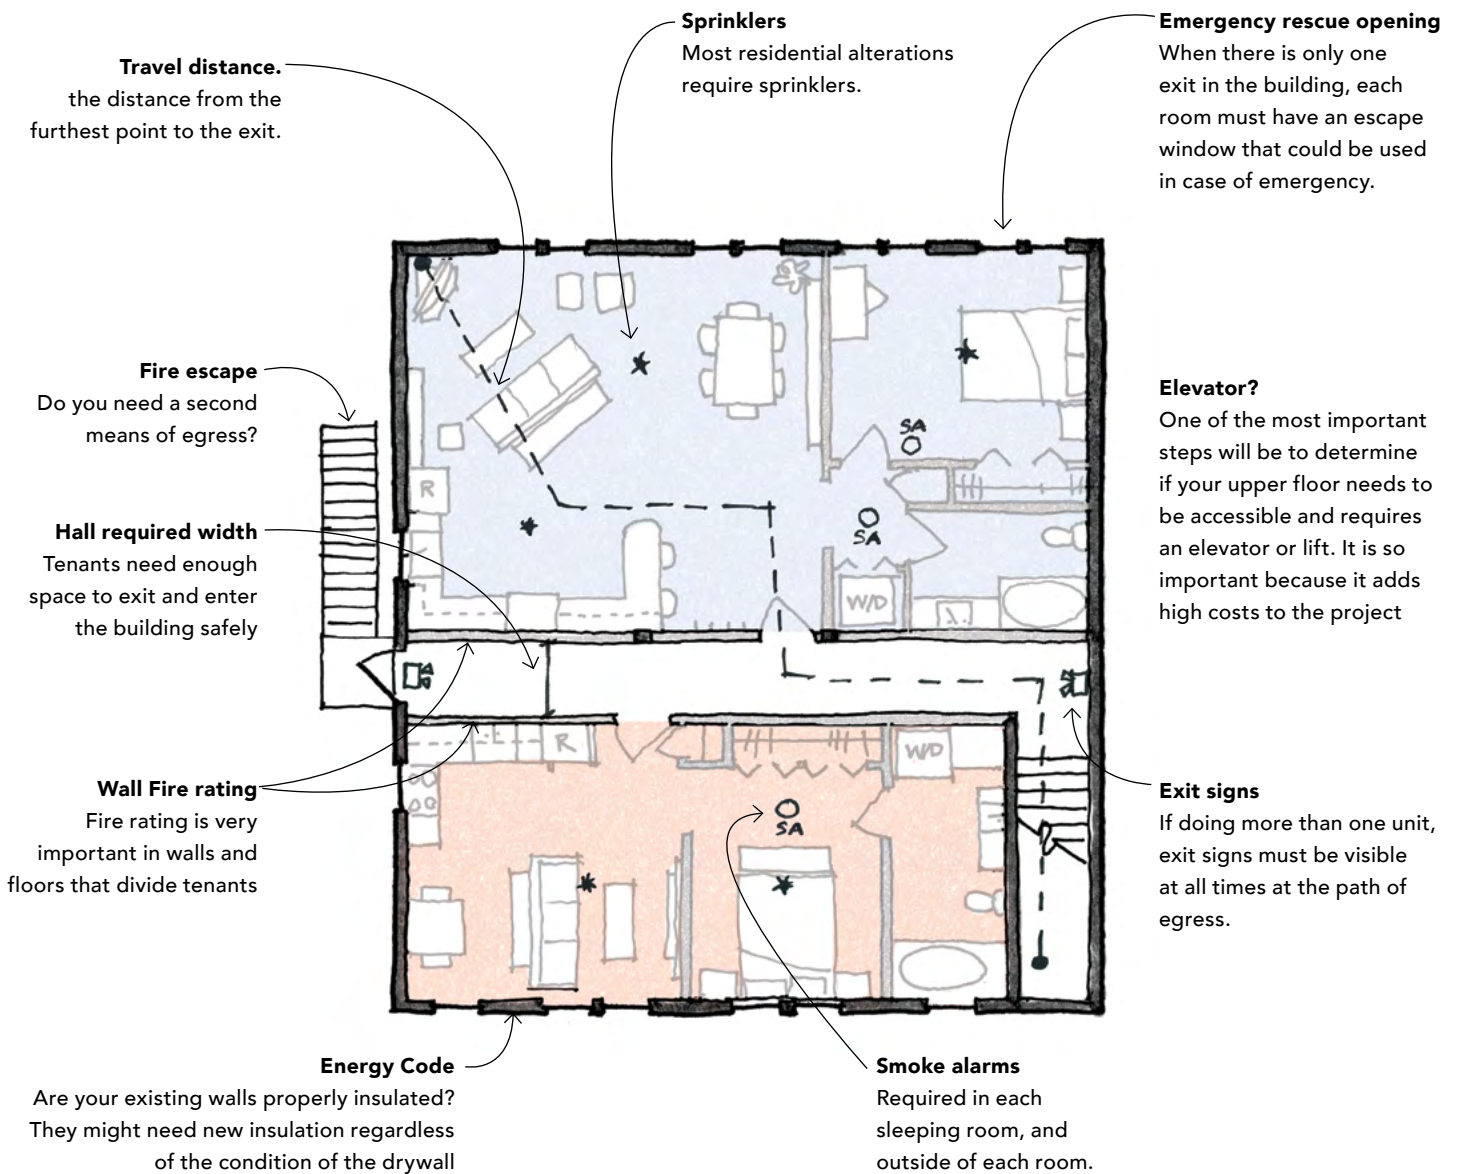 Sprinklers
Most residential alterations
require sprinklers.
Emergency rescue opening
When there is only one
exit in the building, each
room must have an escape
window that could be used
in case of emergency.
Travel distance.
the distance from the
furthest point to the exit.
Fire escape
Do you need a second
means of egress?
Elevator?
One of the most important
steps will be to determine
if your upper floor needs to
be accessible and requires
an elevator or lift. It is so
important because it adds
high costs to the project
SA
R
SA
W/D
Hall required width
Tenants need enough
space to exit and enter
the building safely
R
W/D
SA
Wall Fire rating
Fire rating is very
important in walls and
floors that divide tenants
Exit signs
If doing more than one unit,
exit signs must be visible
at all times at the path of
egress.
Energy Code
Are your existing walls properly insulated?
They might need new insulation regardless
of the condition of the drywall
Smoke alarms
Required in each
sleeping room, and
outside of each room.